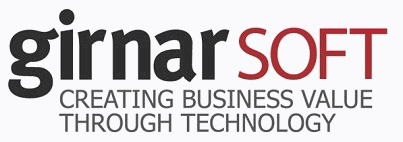 girnarSOFT
CREATING BUSINESS VALUE
THROUGH TECHNOLOGY